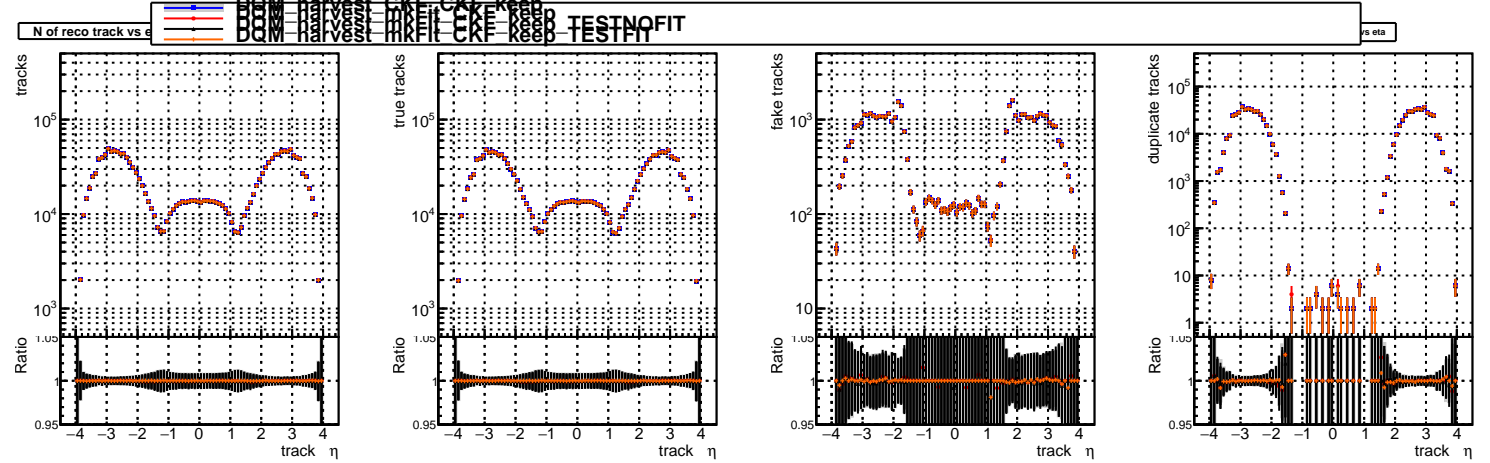 DQM_harvest_CKF_CKF_keep
DQM_harvest_mkFit_CKF_keep
DQM_harvest_mkFit_CKF_keep_TESTNOFIT
DQM_harvest_mkFit_CKF_keep_TESTFIT
N of reco track vs e
vs eta
tracks
10⁵
10⁴
10³
Ratio
1.05
1
0.95
−4 −3 −2 −1 0 1 2 3 4
track η
true tracks
10⁵
10⁴
10³
Ratio
1.05
1
0.95
−4 −3 −2 −1 0 1 2 3 4
track η
fake tracks
10³
10²
10
Ratio
1.05
1
0.95
−4 −3 −2 −1 0 1 2 3 4
track η
duplicate tracks
10⁵
10⁴
10³
10²
10
1
Ratio
1.05
1
0.95
−4 −3 −2 −1 0 1 2 3 4
track η